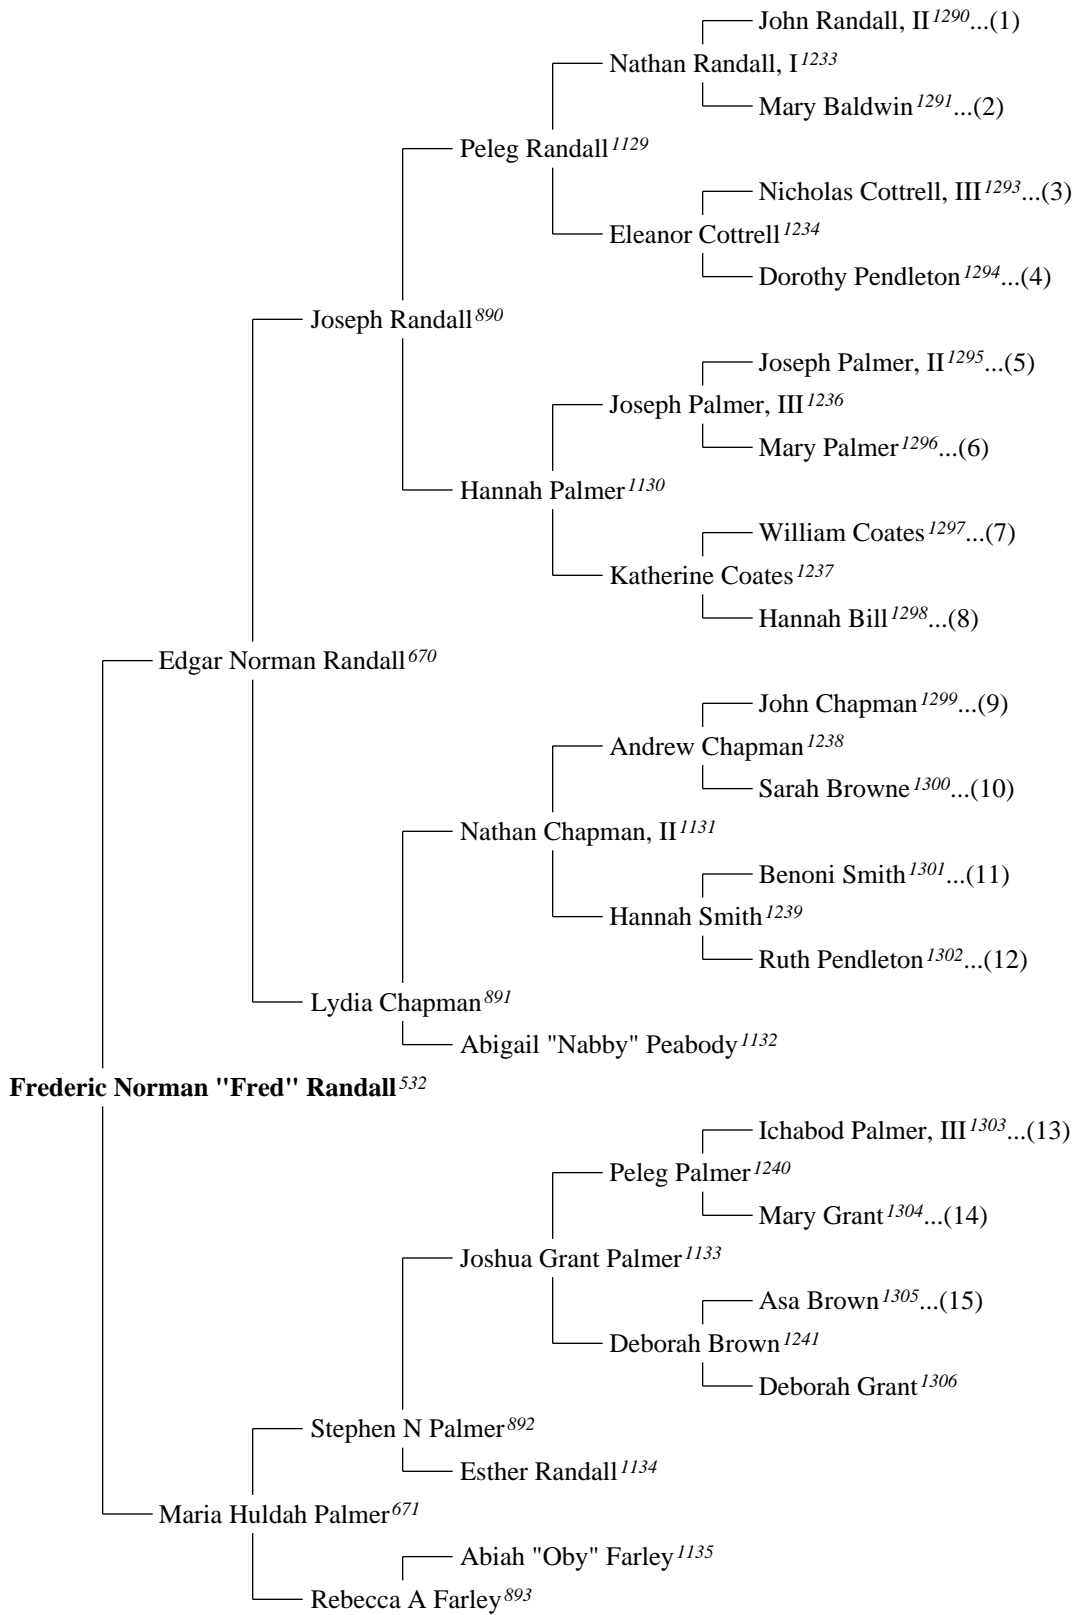 John Randall, II1290...(1)
Nathan Randall, I1233
Mary Baldwin1291...(2)
Peleg Randall1129
Nicholas Cottrell, III1293...(3)
Eleanor Cottrell1234
Dorothy Pendleton1294...(4)
Joseph Randall890
Joseph Palmer, II1295...(5)
Joseph Palmer, III1236
Mary Palmer1296...(6)
Hannah Palmer1130
William Coates1297...(7)
Katherine Coates1237
Hannah Bill1298...(8)
Edgar Norman Randall670
John Chapman1299...(9)
Andrew Chapman1238
Sarah Browne1300...(10)
Nathan Chapman, II1131
Benoni Smith1301...(11)
Hannah Smith1239
Ruth Pendleton1302...(12)
Lydia Chapman891
Abigail "Nabby" Peabody1132
Frederic Norman "Fred" Randall532
Ichabod Palmer, III1303...(13)
Peleg Palmer1240
Mary Grant1304...(14)
Joshua Grant Palmer1133
Asa Brown1305...(15)
Deborah Brown1241
Deborah Grant1306
Stephen N Palmer892
Esther Randall1134
Maria Huldah Palmer671
Abiah "Oby" Farley1135
Rebecca A Farley893